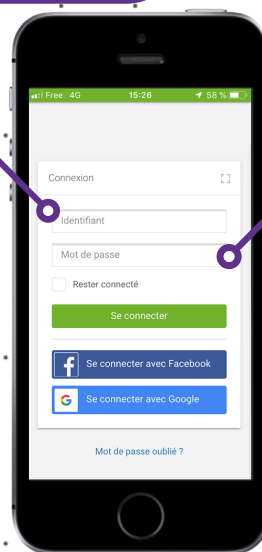 Free 4G 15:26 58 %
Connexion
Identifiant
Mot de passe
Rester connecté
Se connecter
f Se connecter avec Facebook
G Se connecter avec Google
Mot de passe oublié ?